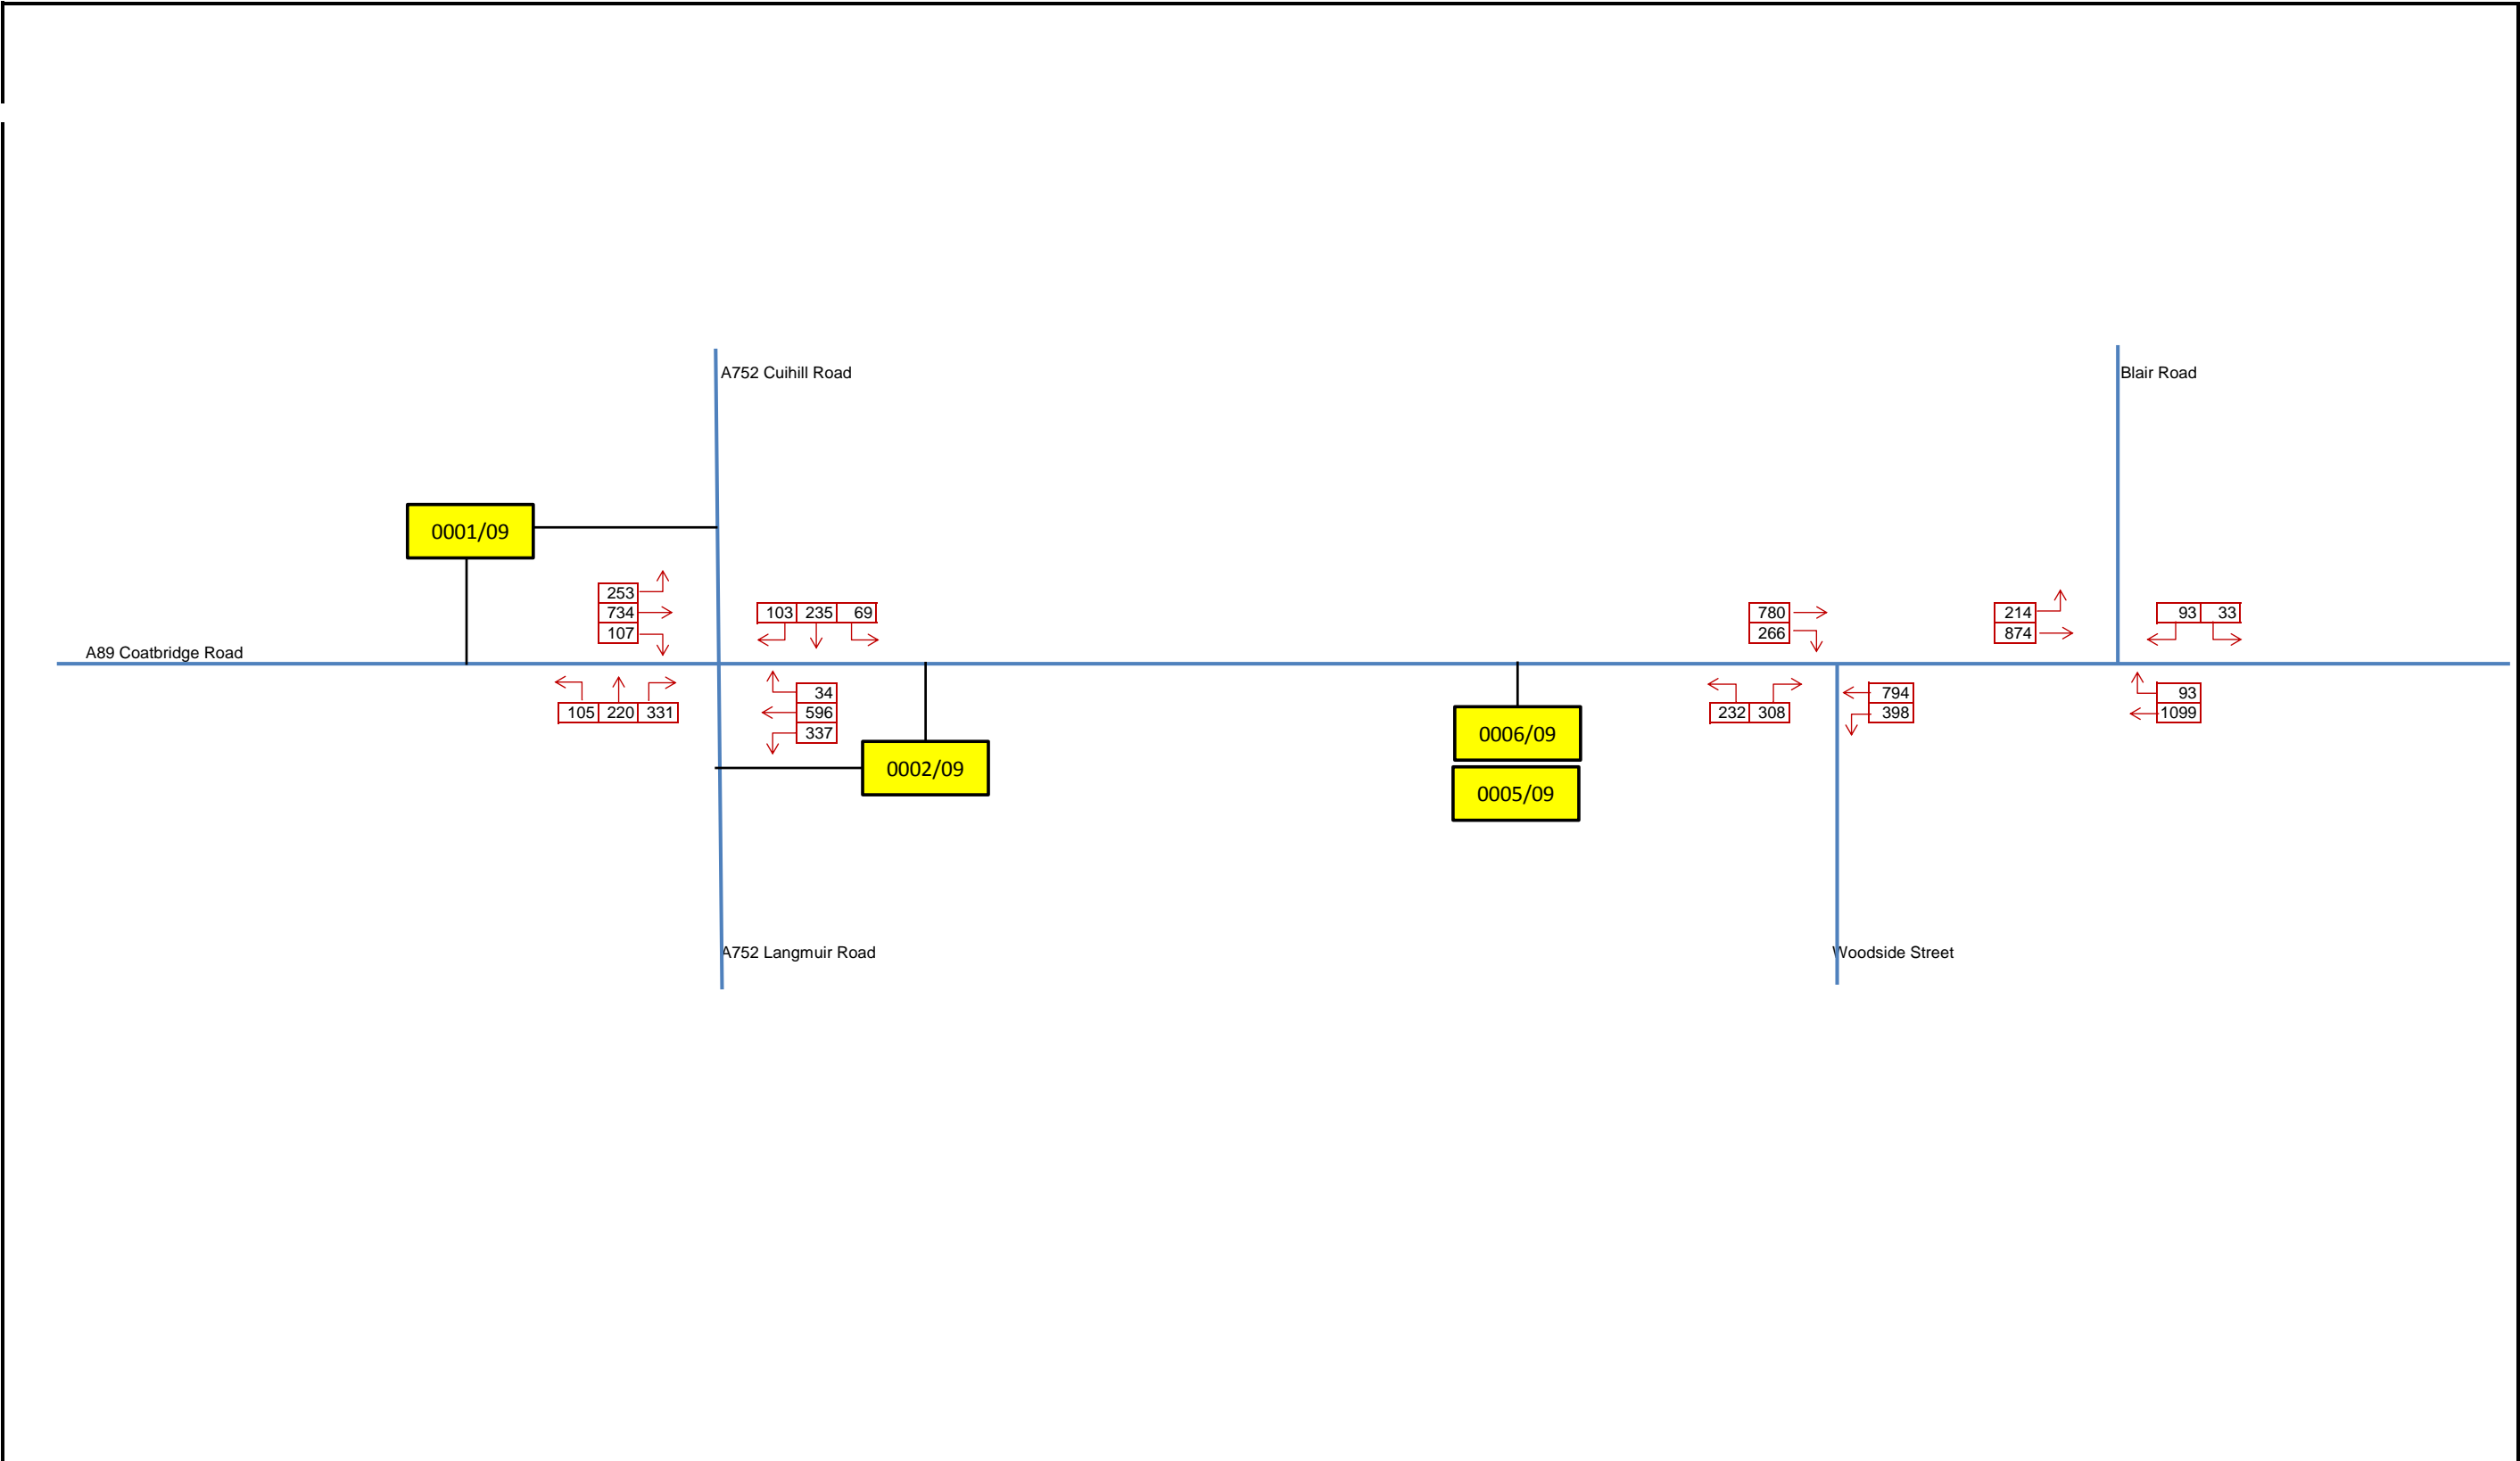 A752 Cuihill Road
Blair Road
0001/09
253
734
107
103 235 69
780
266
214
874
93 33
A89 Coatbridge Road
105 220 331
34
596
337
232 308
794
398
93
1099
0002/09
0006/09
0005/09
A752 Langmuir Road
Woodside Street